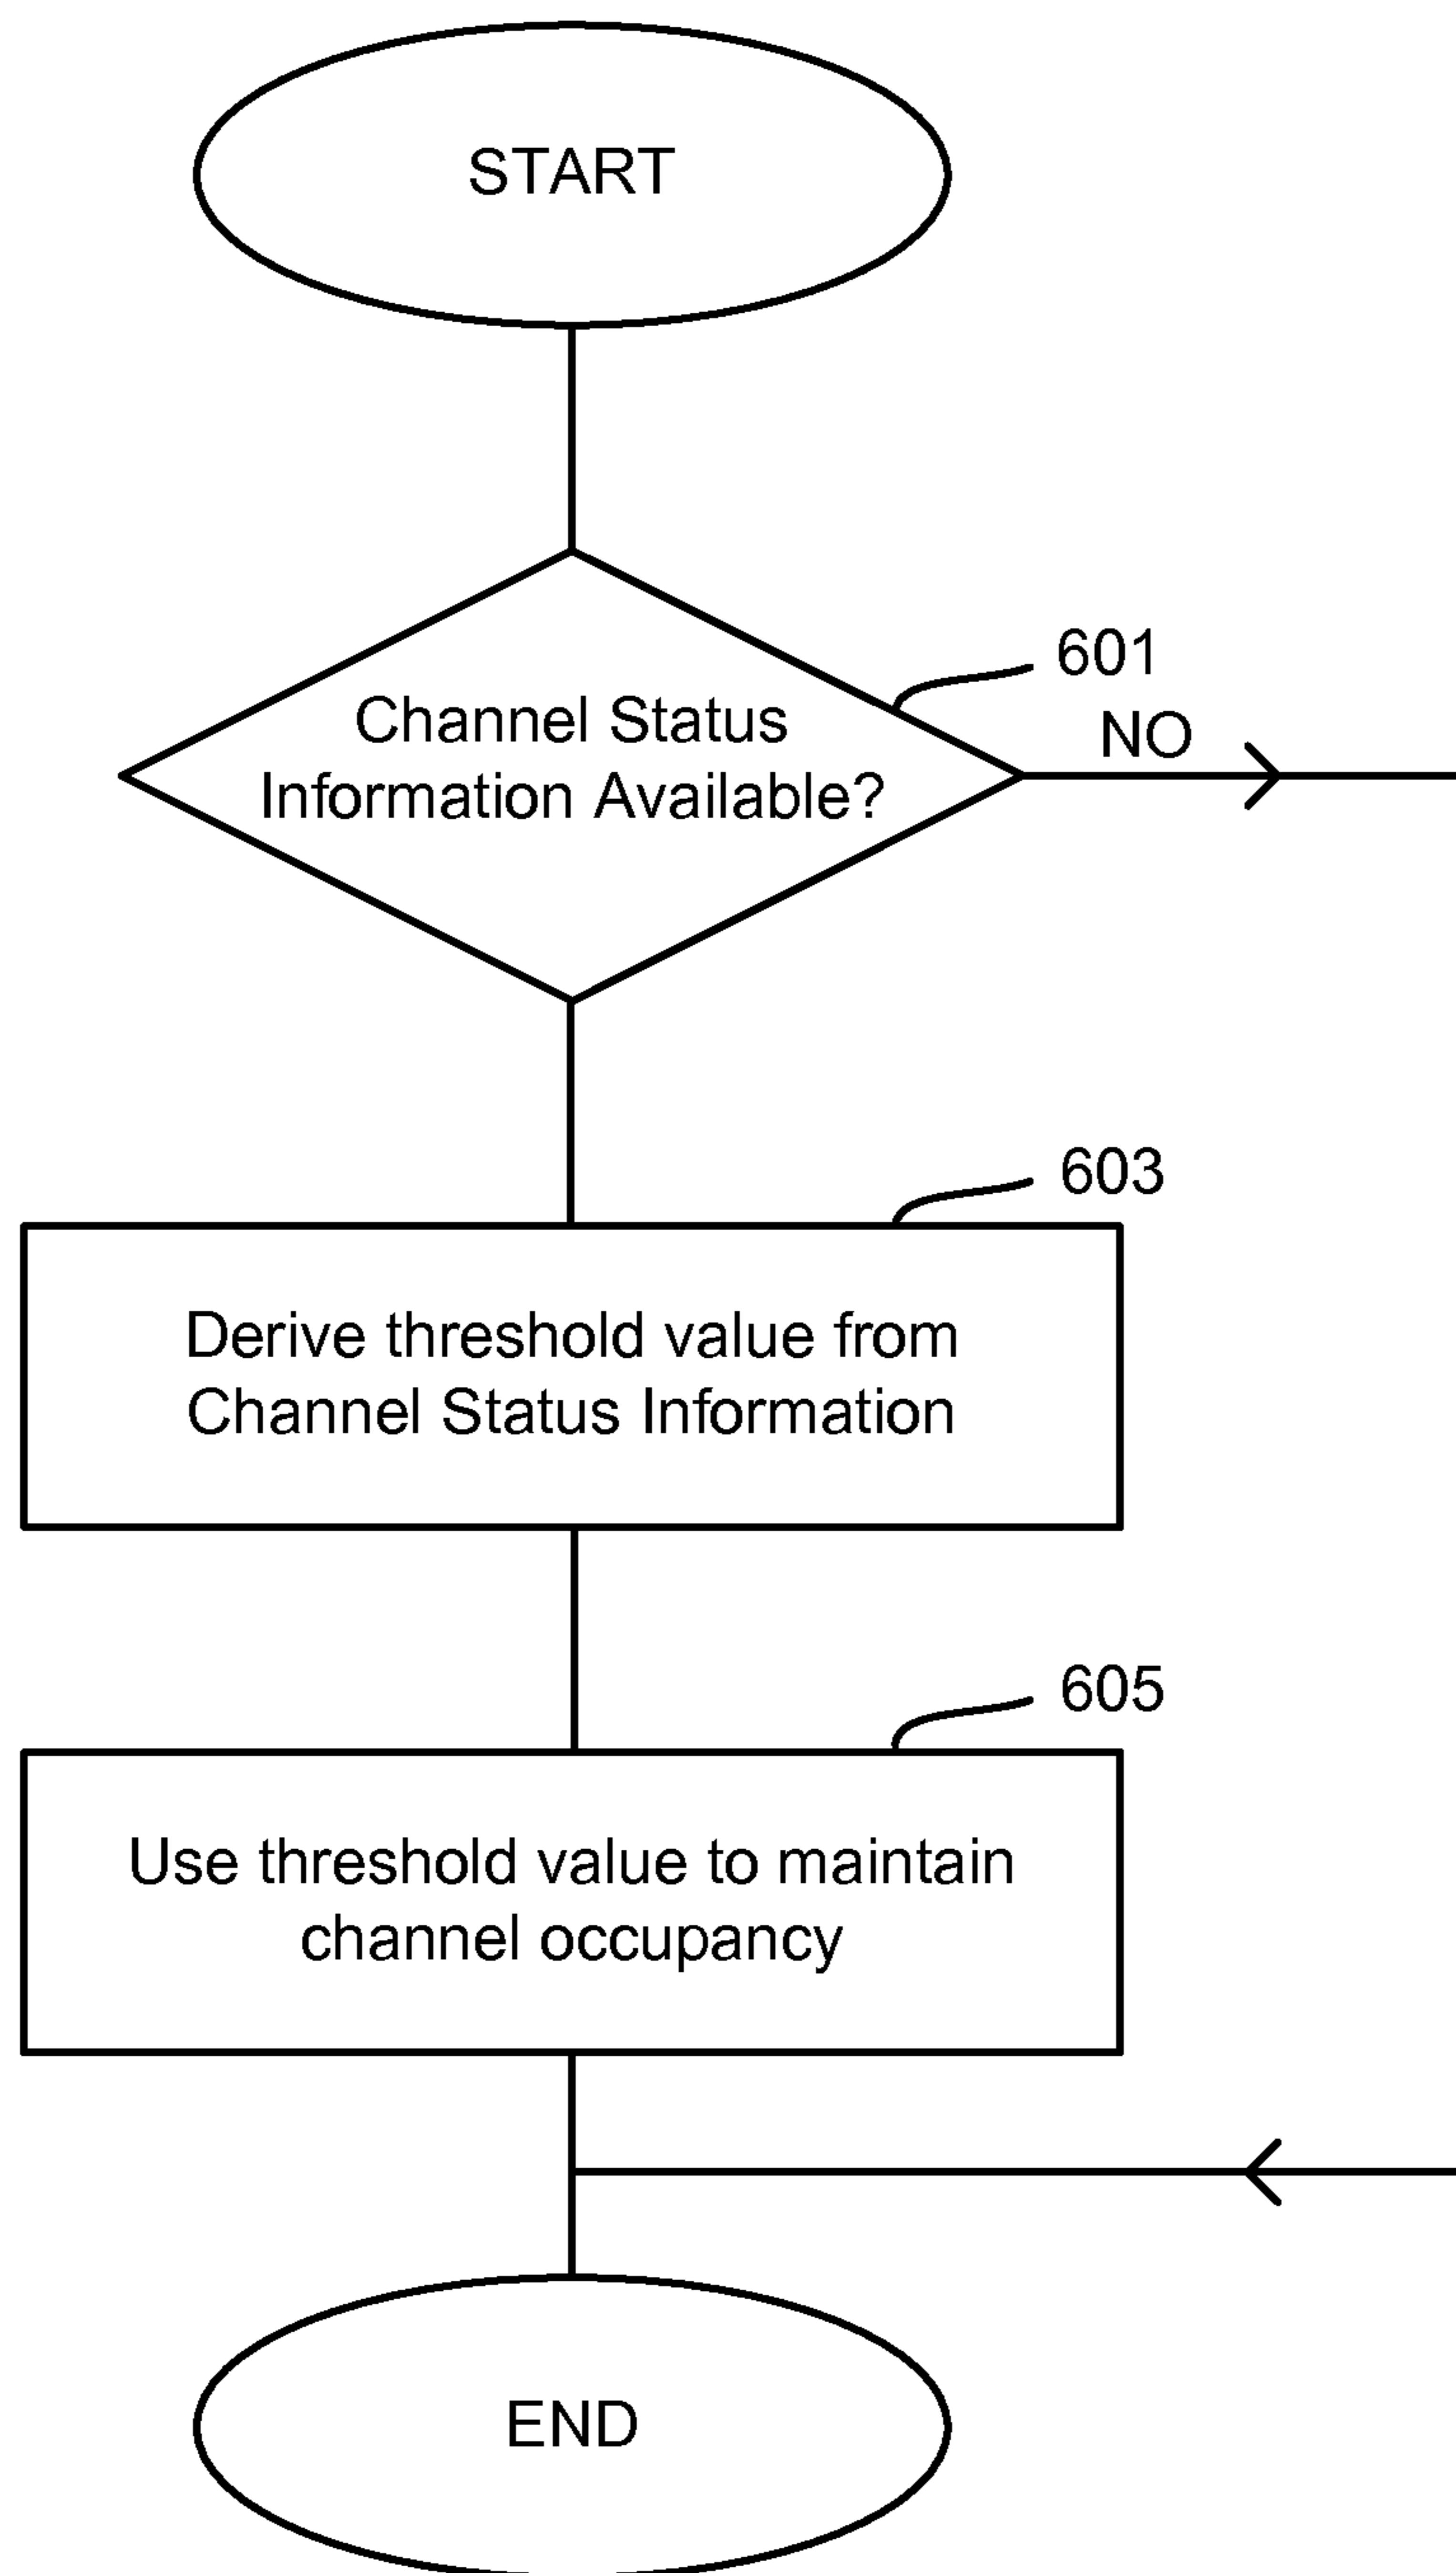 START
601
NO
Channel Status
Information Available?
603
Derive threshold value from
Channel Status Information
605
Use threshold value to maintain
channel occupancy
END